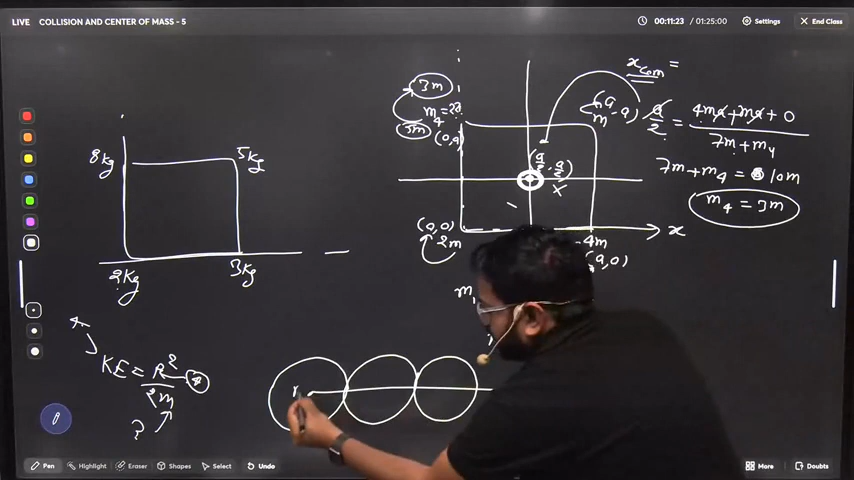 LIVE COLLISION AND CENTER OF MASS - 5
00:11:23 / 01:25:00 Settings End Class
8kg 5kg
2kg 3kg
3m
3m
(0,a)
(0,0)
2m
4m
(a,0)
(a/2, a/2)
x
x
x_com =
a/2 = 4ma + ma + 0 / 7m + m4
7m + m4 = 10m
m4 = 3m
KE = / 2m
?
Pen Highlight Eraser Shapes Select Undo More Doubts